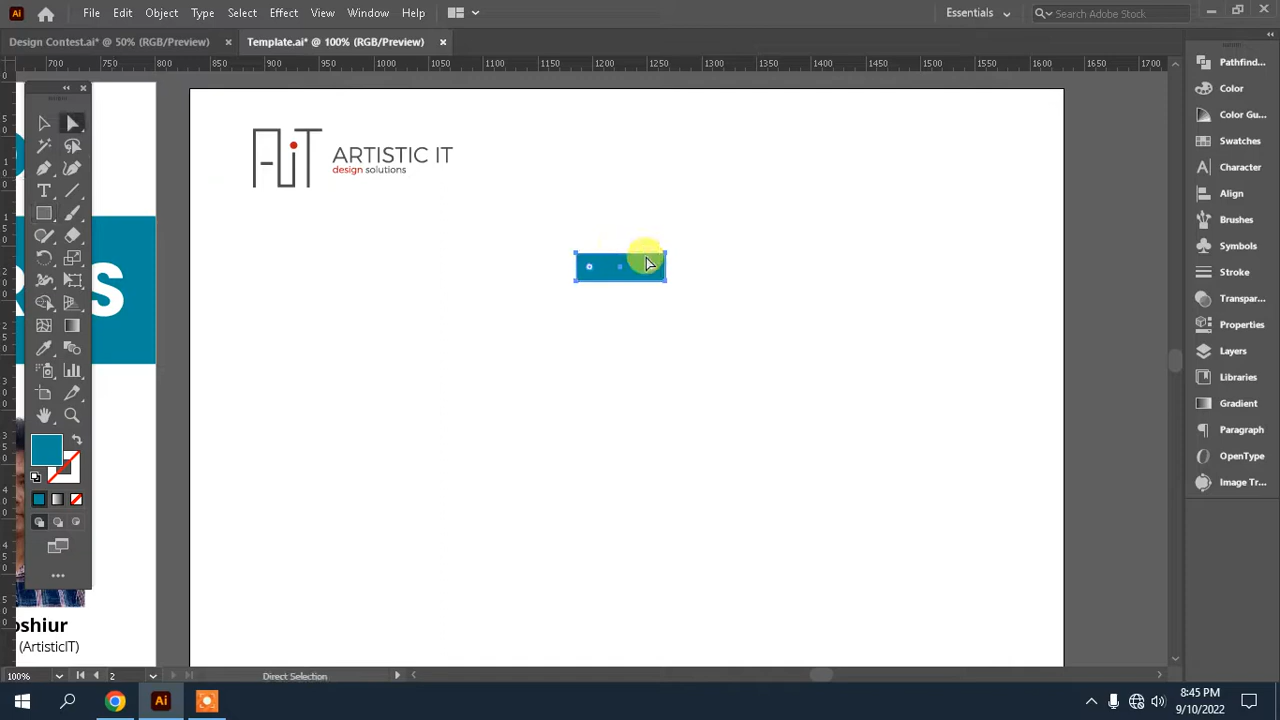 Ai File Edit Object Type Select Effect View Window Help Essentials Search Adobe Stock
Design Contest.ai* @ 50% (RGB/Preview) × Template.ai* @ 100% (RGB/Preview) ×
700 750 800 850 900 950 1000 1050 1100 1150 1200 1250 1300 1350 1400 1450 1500 1550 1600 1650 1700
Pathfind...
Color
Color Gu...
Swatches
Character
Align
Brushes
Symbols
Stroke
Transpar...
Properties
Layers
Libraries
Gradient
Paragraph
OpenType
Image Tr...
AiT ARTISTIC IT
design solutions
S
oshiur
(ArtisticIT)
100% 2 Direct Selection
Ai 8:45 PM
9/10/2022